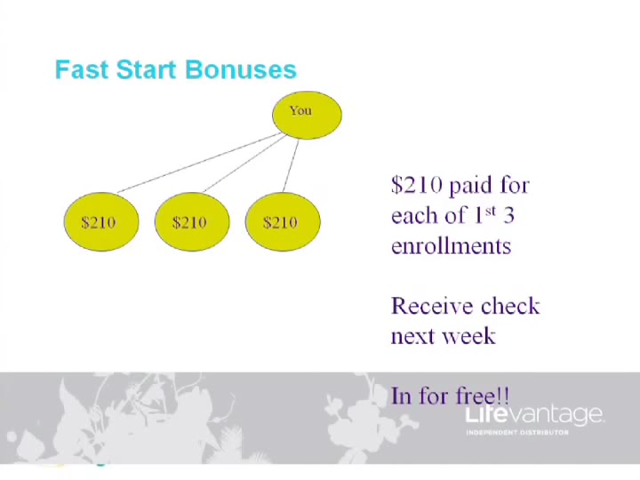 Fast Start Bonuses
You
$210
$210
$210
$210 paid for
each of 1st 3
enrollments
Receive check
next week
In for free!!
Lifevantage.
INDEPENDENT DISTRIBUTOR